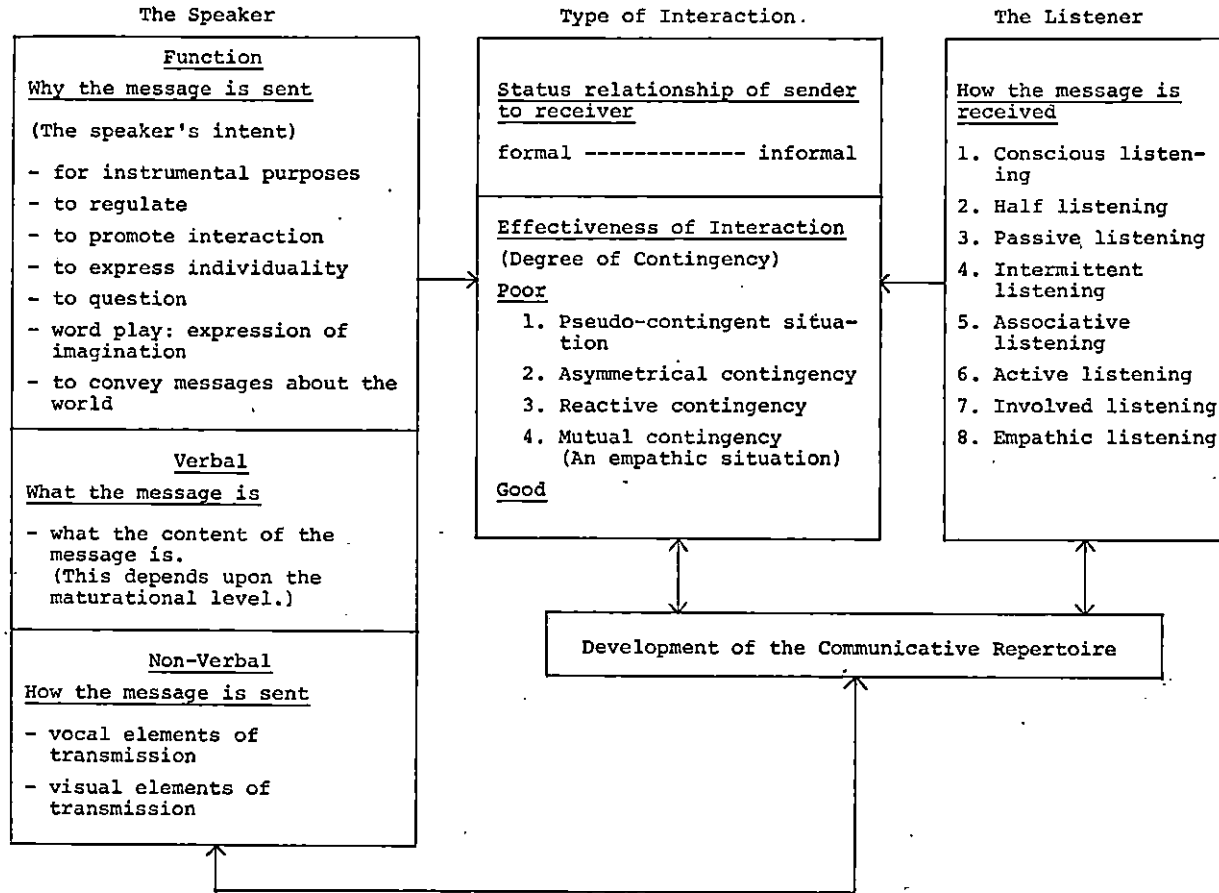 The Speaker
Function
Why the message is sent
(The speaker's intent)
- for instrumental purposes
- to regulate
- to promote interaction
- to express individuality
- to question
- word play: expression of
imagination
- to convey messages about the
world
Verbal
What the message is
- what the content of the
message is.
(This depends upon the
maturational level.)
Non-Verbal
How the message is sent
- vocal elements of
transmission
- visual elements of
transmission
Type of Interaction.
Status relationship of sender
to receiver
formal ------------- informal
Effectiveness of Interaction
(Degree of Contingency)
Poor
1. Pseudo-contingent situa-
tion
2. Asymmetrical contingency
3. Reactive contingency
4. Mutual contingency
(An empathic situation)
Good
The Listener
How the message is
received
1. Conscious listen-
ing
2. Half listening
3. Passive listening
4. Intermittent
listening
5. Associative
listening
6. Active listening
7. Involved listening
8. Empathic listening
Development of the Communicative Repertoire